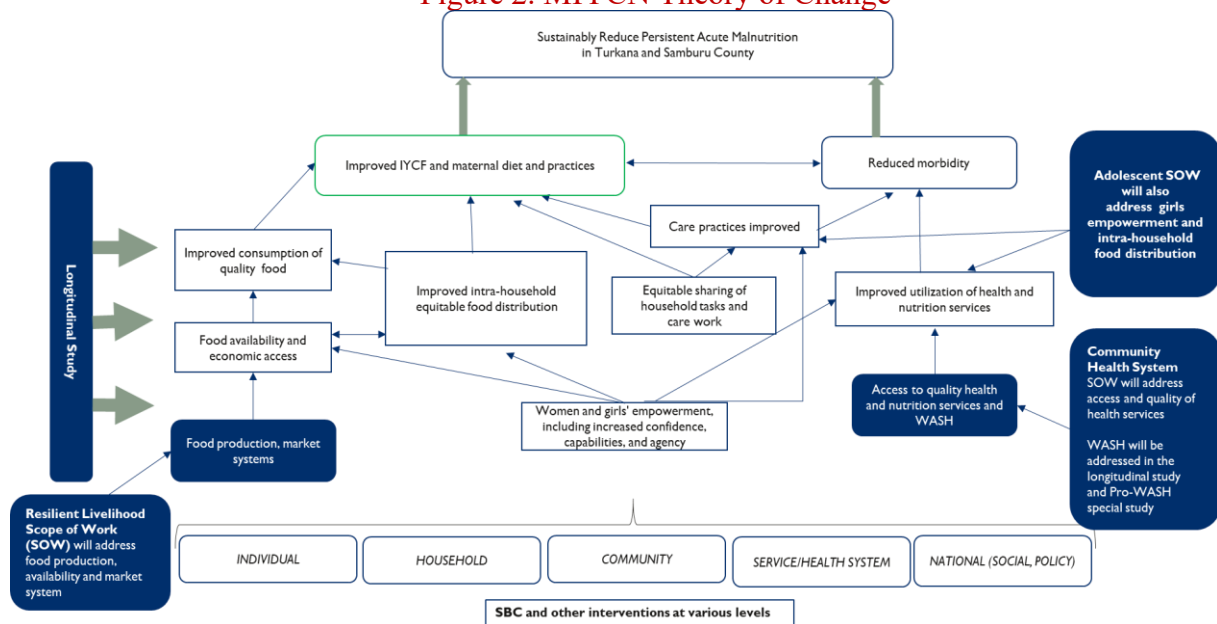 Figure 2: MIYCN Theory of Change
Sustainably Reduce Persistent Acute Malnutrition
in Turkana and Samburu County
Improved IYCF and maternal diet and practices
Reduced morbidity
Adolescent SOW
will also
address girls
empowerment and
intra-household
food distribution
Longitudinal Study
Care practices improved
Improved consumption of
quality food
Improved intra-household
equitable food distribution
Equitable sharing of
household tasks and
care work
Improved utilization of health and
nutrition services
Food availability and
economic access
Community
Health System
SOW will address
access and quality of
health services
WASH will be
addressed in the
longitudinal study
and Pro-WASH
special study
Access to quality health
and nutrition services and
WASH
Women and girls' empowerment,
including increased confidence,
capabilities, and agency
Food production, market
systems
Resilient Livelihood
Scope of Work
(SOW) will address
food production,
availability and market
system
INDIVIDUAL
HOUSEHOLD
COMMUNITY
SERVICE/HEALTH SYSTEM
NATIONAL (SOCIAL, POLICY)
SBC and other interventions at various levels